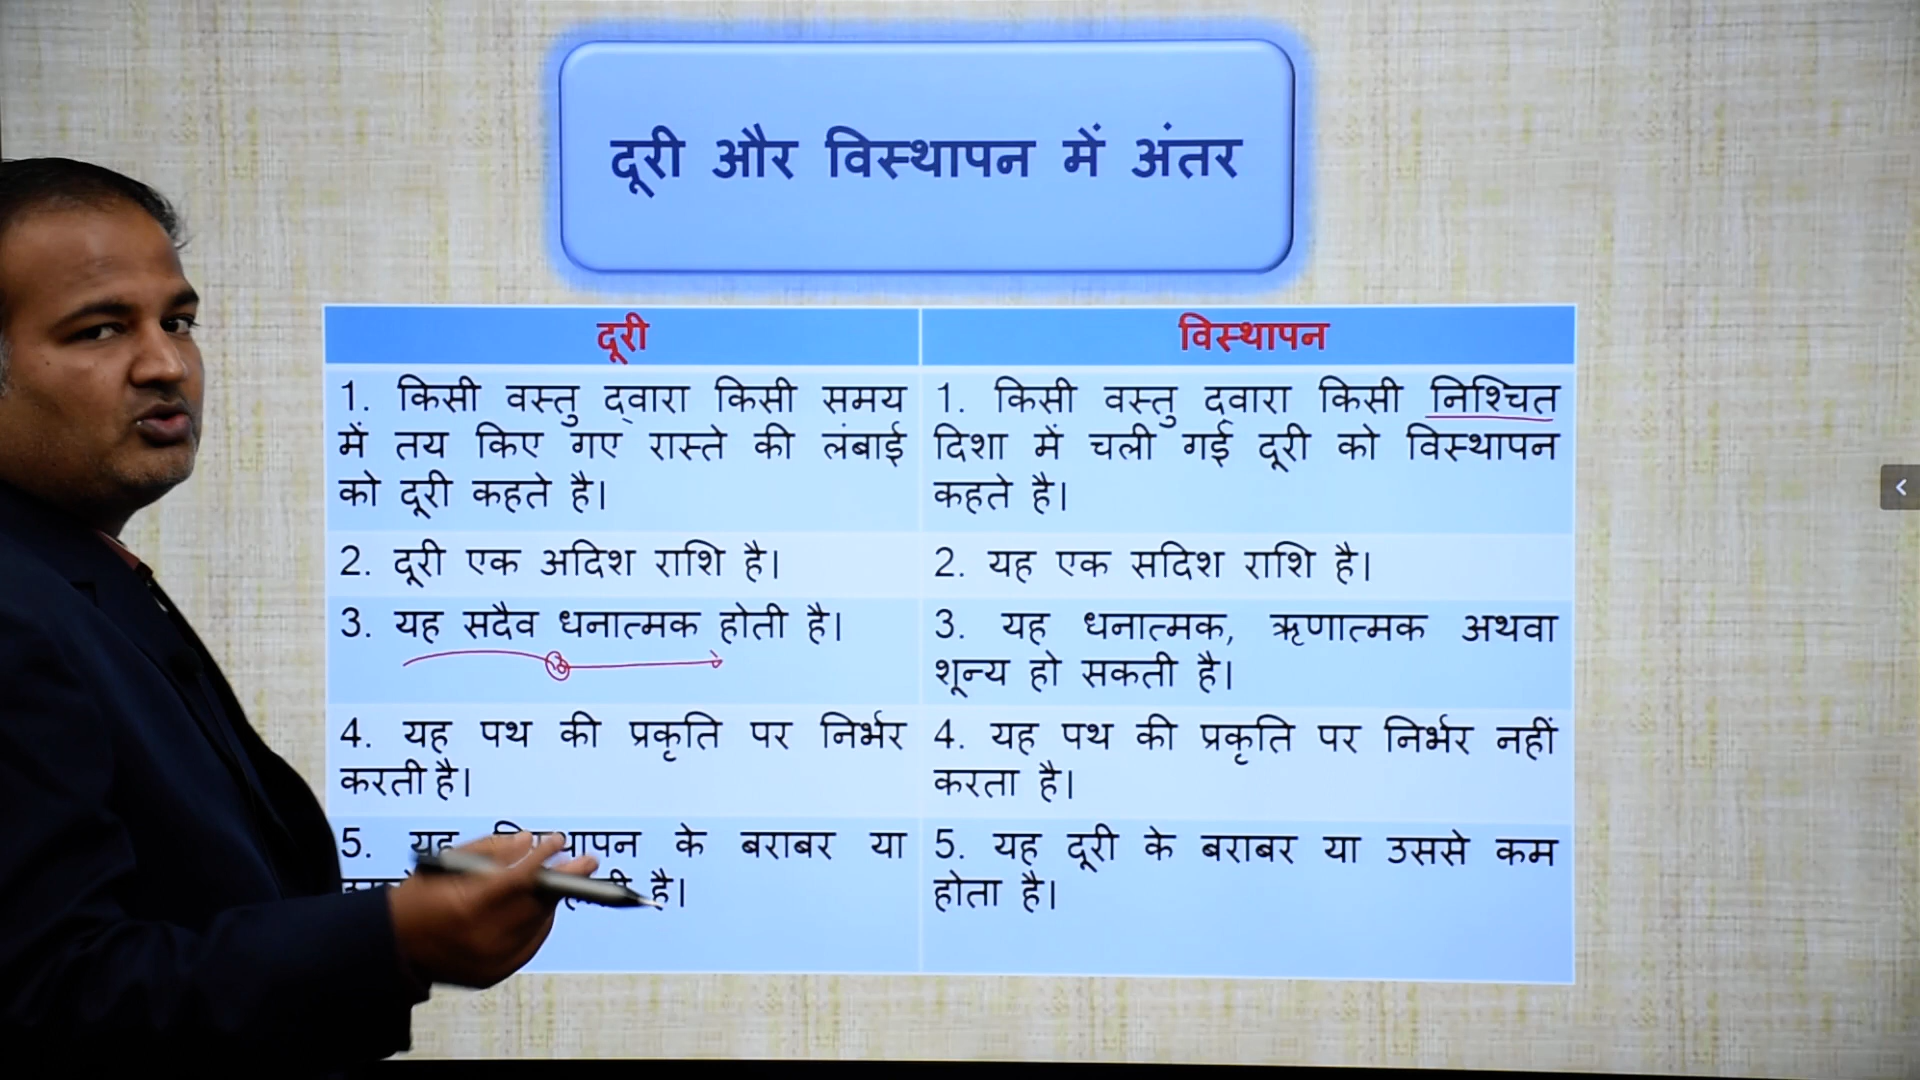 दूरी और विस्थापन में अंतर
दूरी
विस्थापन
1. किसी वस्तु द्वारा किसी समय
में तय किए गए रास्ते की लंबाई
को दूरी कहते है।
1. किसी वस्तु द्वारा किसी निश्चित
दिशा में चली गई दूरी को विस्थापन
कहते है।
2. दूरी एक अदिश राशि है।
2. यह एक सदिश राशि है।
3. यह सदैव धनात्मक होती है।
3. यह धनात्मक, ऋणात्मक अथवा
शून्य हो सकती है।
4. यह पथ की प्रकृति पर निर्भर
करती है।
4. यह पथ की प्रकृति पर निर्भर नहीं
करता है।
5. यह के बराबर या
है।
5. यह दूरी के बराबर या उससे कम
होता है।